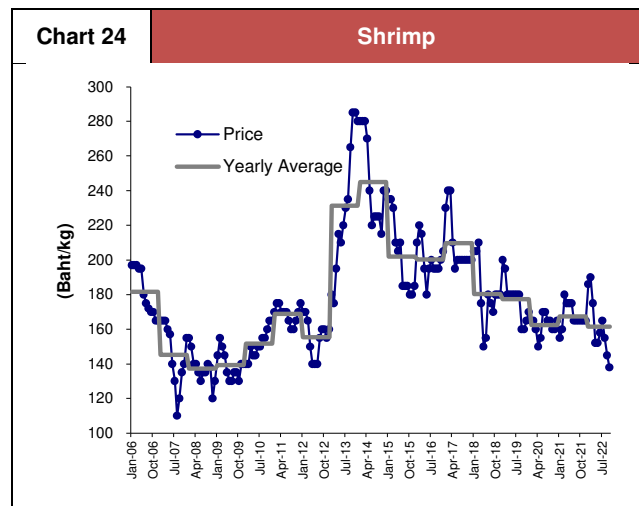 Chart 24
Shrimp
300
280
260
240
220
200
180
160
140
120
100
(Baht/kg)
Price
Yearly Average
Jan-06
Oct-06
Jul-07
Apr-08
Jan-09
Oct-09
Jul-10
Apr-11
Jan-12
Oct-12
Jul-13
Apr-14
Jan-15
Oct-15
Jul-16
Apr-17
Jan-18
Oct-18
Jul-19
Apr-20
Jan-21
Oct-21
Jul-22